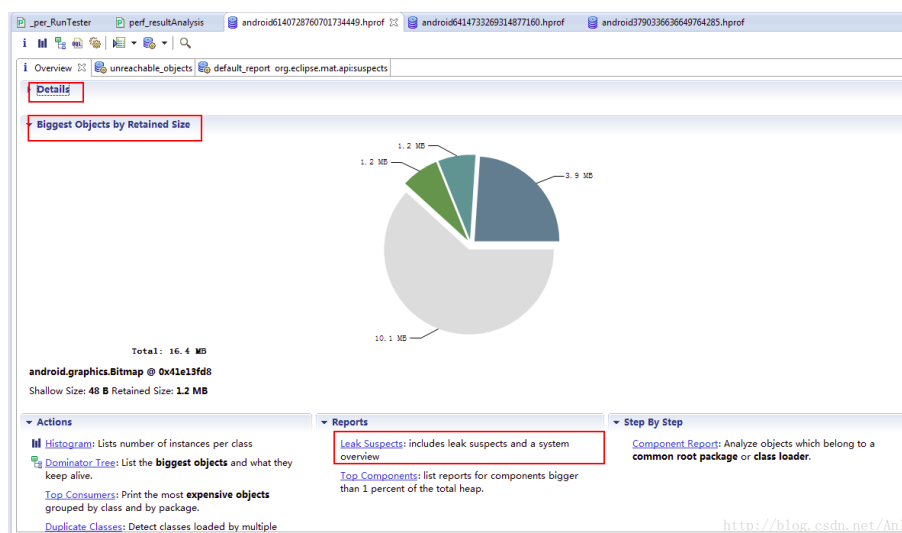 _per_RunTester
perf_resultAnalysis
android6140728760701734449.hprof
android6414733269314877160.hprof
android3790336636649764285.hprof
i Overview
unreachable_objects
default_report org.eclipse.mat.api:suspects
Details
Biggest Objects by Retained Size
1.2 MB
1.2 MB
3.9 MB
10.1 MB
Total: 16.4 MB
android.graphics.Bitmap @ 0x41e13fd8
Shallow Size: 48 B Retained Size: 1.2 MB
Actions
Histogram: Lists number of instances per class
Dominator Tree: List the biggest objects and what they
keep alive.
Top Consumers: Print the most expensive objects
grouped by class and by package.
Duplicate Classes: Detect classes loaded by multiple
Reports
Leak Suspects: includes leak suspects and a system
overview
Top Components: list reports for components bigger
than 1 percent of the total heap.
Step By Step
Component Report: Analyze objects which belong to a
common root package or class loader.
http://blog.csdn.net/Ani